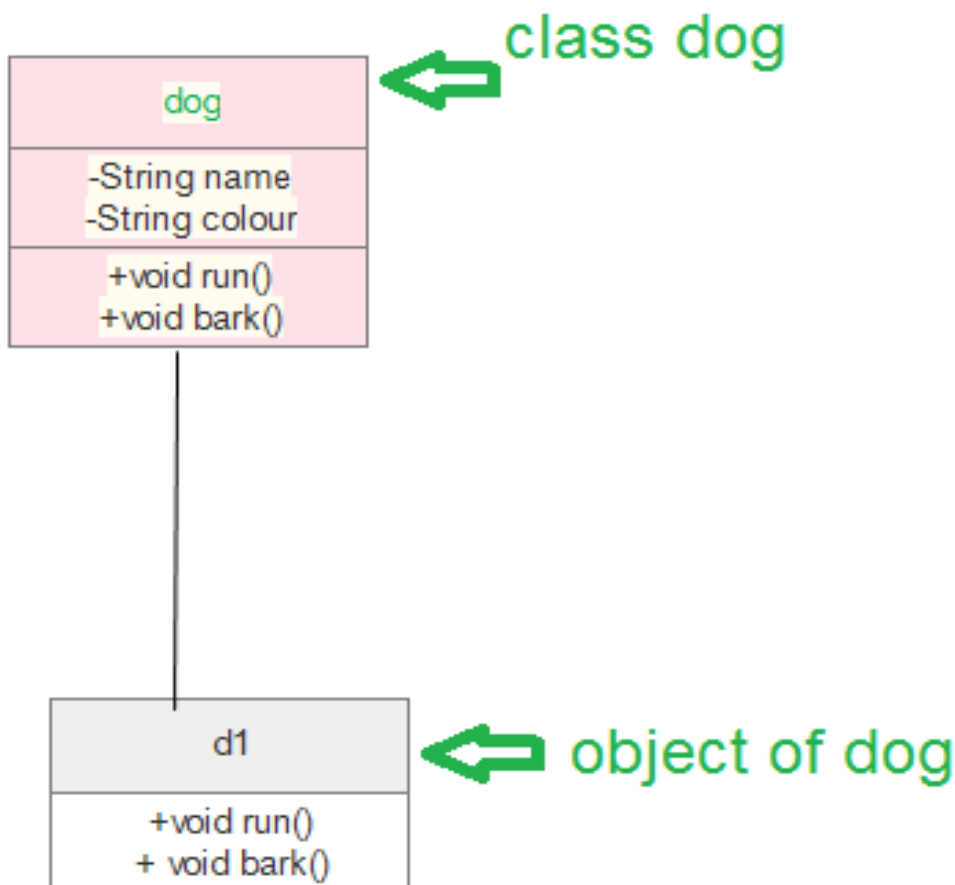 class dog
dog
-String name
-String colour
+void run()
+void bark()
d1
object of dog
+void run()
+ void bark()